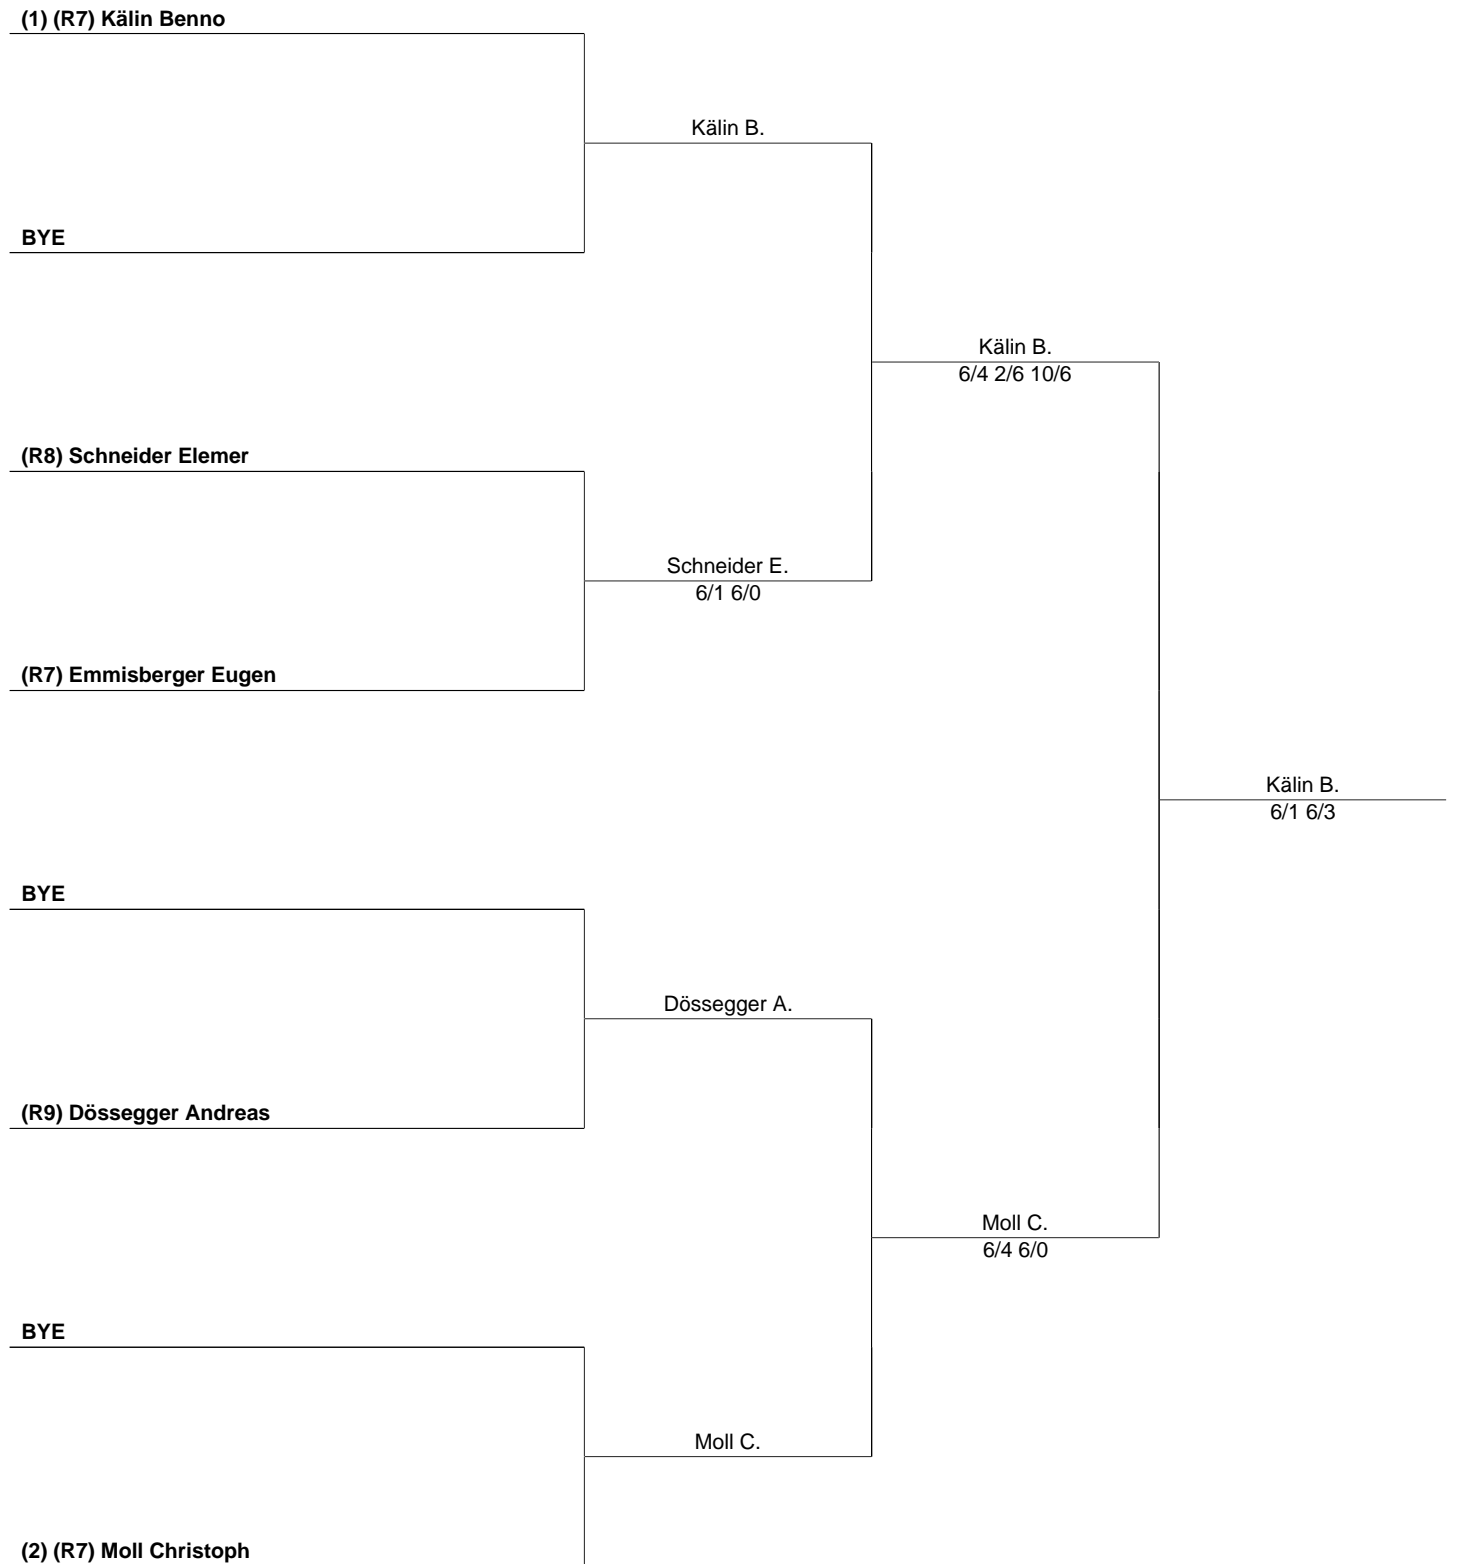 (1) (R7) Kälin Benno
Kälin B.
BYE
Kälin B.
6/4 2/6 10/6
(R8) Schneider Elemer
Schneider E.
6/1 6/0
(R7) Emmisberger Eugen
Kälin B.
6/1 6/3
BYE
Dössegger A.
(R9) Dössegger Andreas
Moll C.
6/4 6/0
BYE
Moll C.
(2) (R7) Moll Christoph